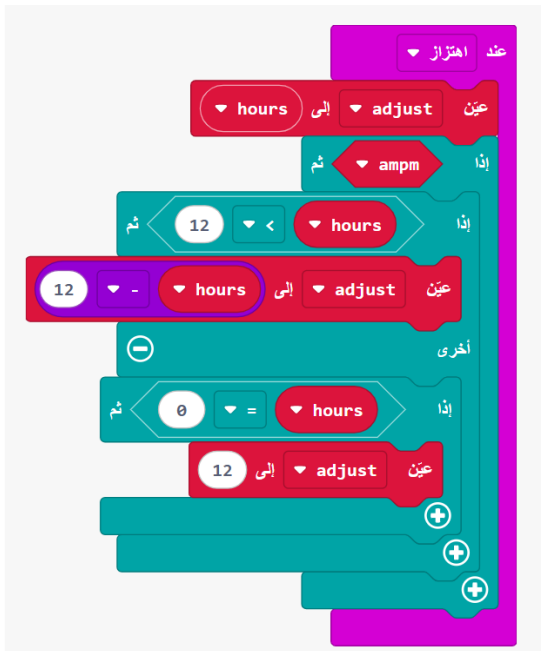 عند اهتزاز
عيّن adjust إلى hours
إذا ampm ثم
إذا hours < 12 ثم
عيّن adjust إلى hours - 12
أخرى
إذا hours = 0 ثم
عيّن adjust إلى 12